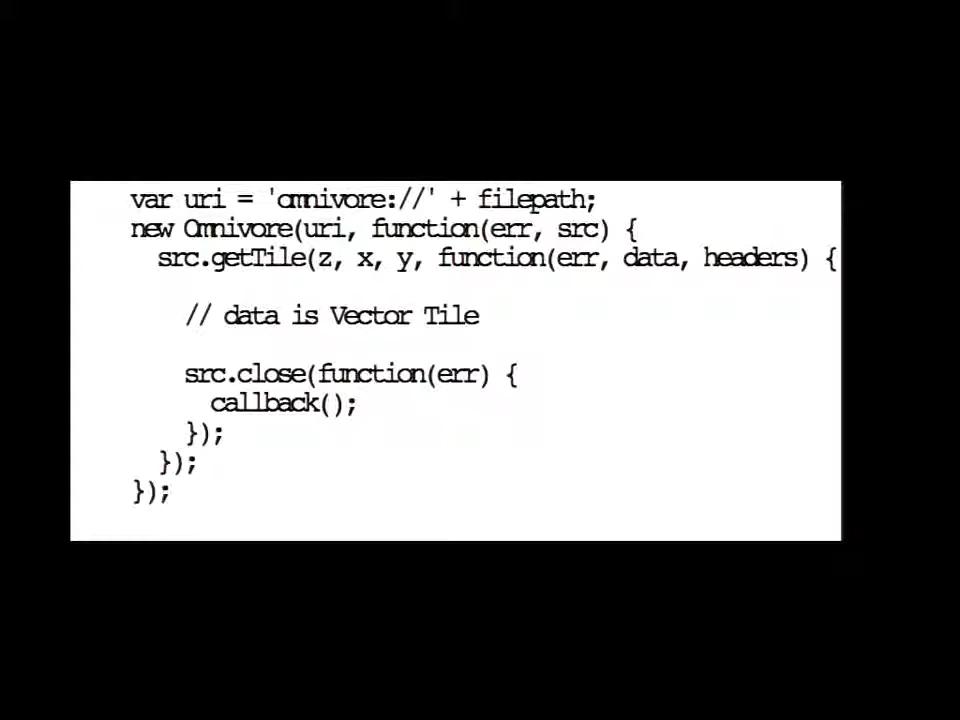 var uri = 'omnivore://' + filepath;
new Omnivore(uri, function(err, src) {
src.getTile(z, x, y, function(err, data, headers) {
// data is Vector Tile
src.close(function(err) {
callback();
});
});
});